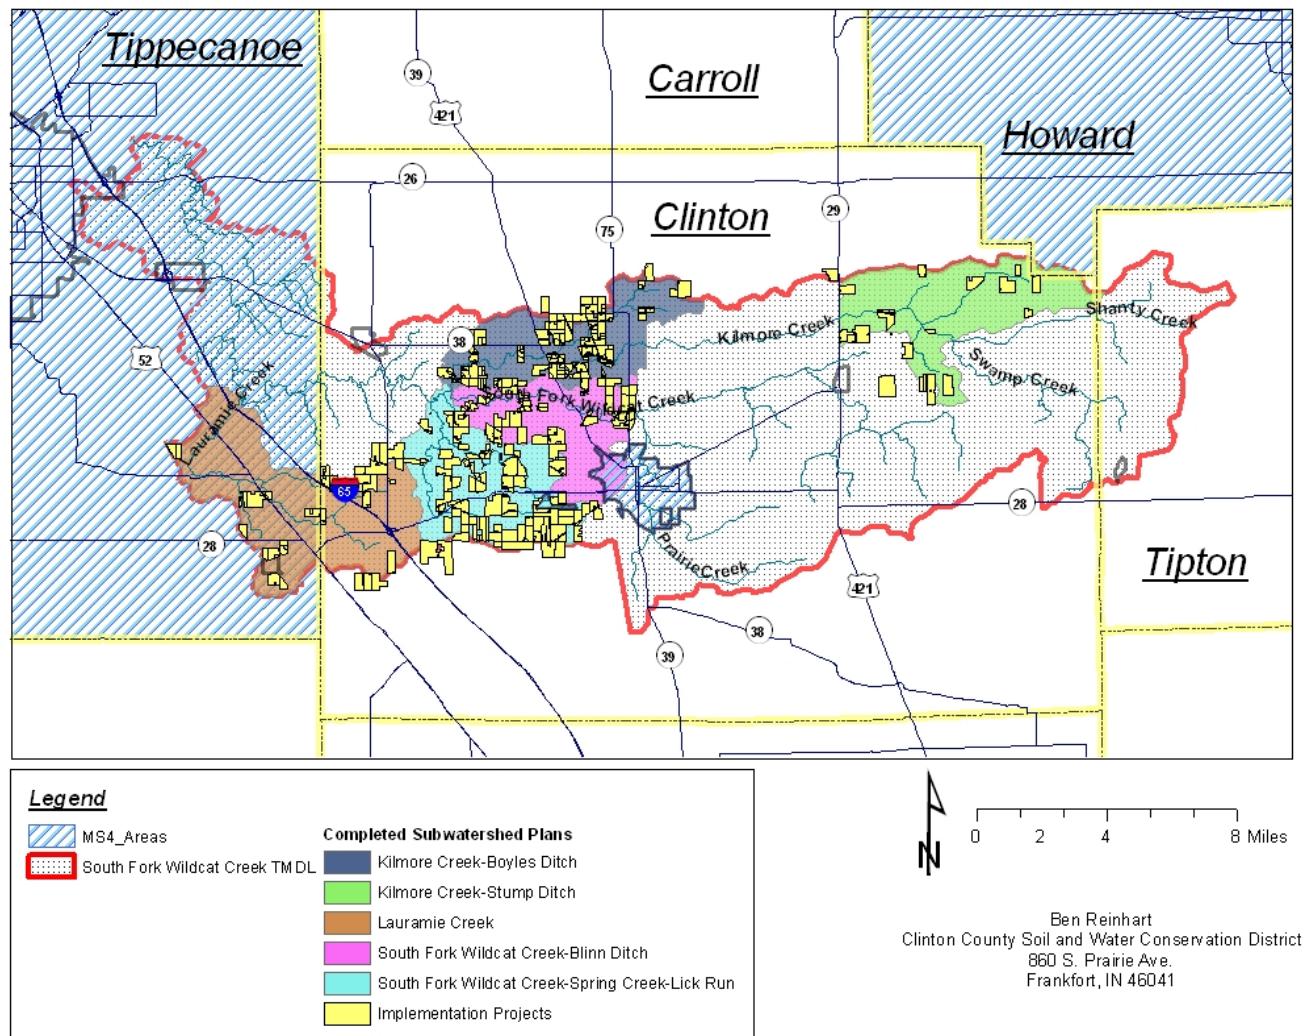 Tippecanoe
Carroll
Howard
Clinton
Tipton
39
421
26
75
29
38
52
65
28
28
421
38
39
Kilmore Creek
Shanty Creek
Swamp Creek
South Fork Wildcat Creek
Lauramie Creek
PrairieCreek
Legend
MS4_Areas
South Fork Wildcat Creek TMDL
Completed Subwatershed Plans
Kilmore Creek-Boyles Ditch
Kilmore Creek-Stump Ditch
Lauramie Creek
South Fork Wildcat Creek-Blinn Ditch
South Fork Wildcat Creek-Spring Creek-Lick Run
Implementation Projects
N
0 2 4 8 Miles
Ben Reinhart
Clinton County Soil and Water Conservation District
860 S. Prairie Ave.
Frankfort, IN 46041